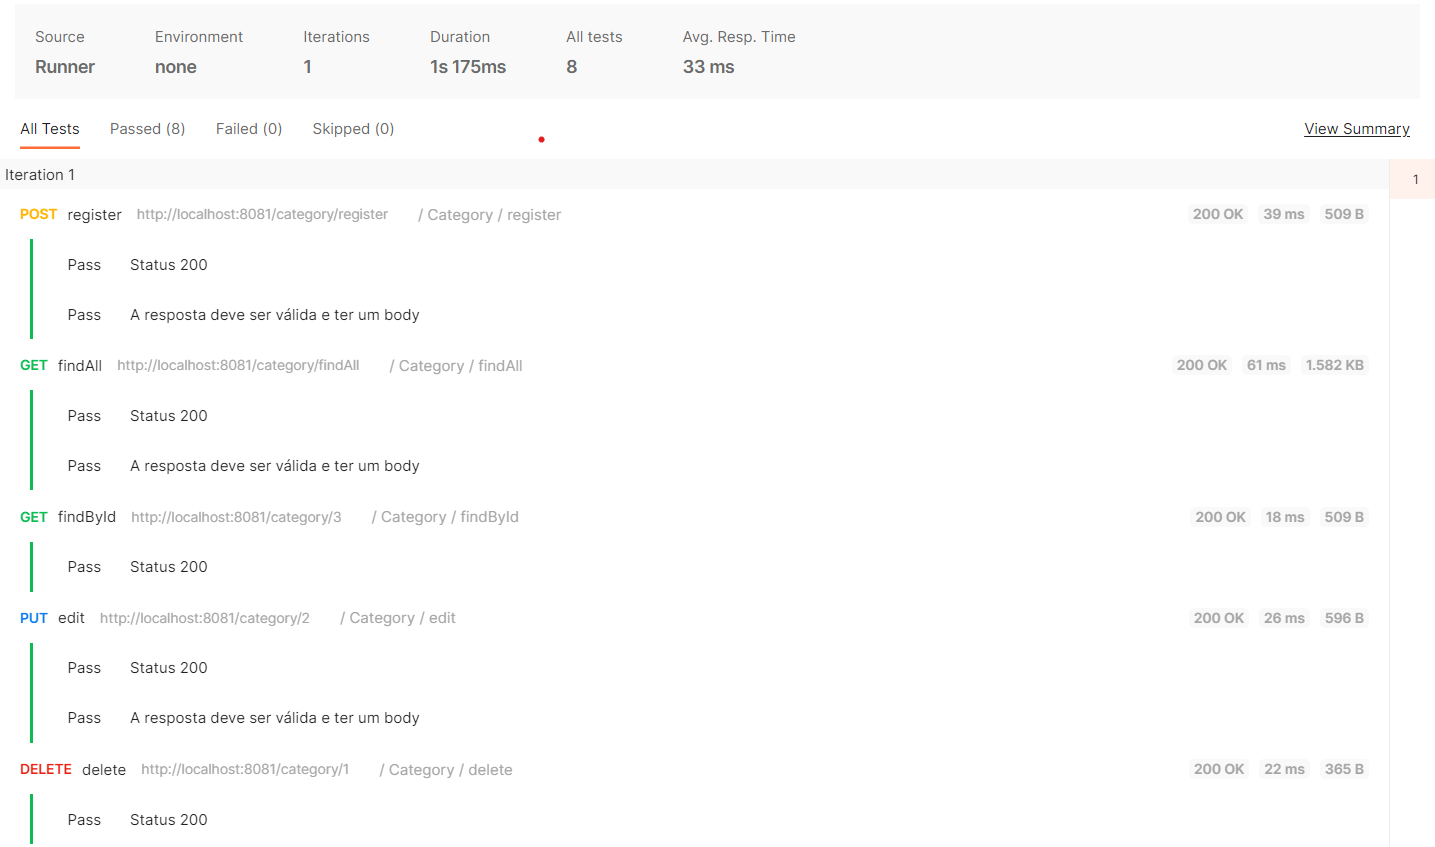 Source Environment Iterations Duration All tests Avg. Resp. Time
Runner none 1 1s 175ms 8 33 ms
All Tests Passed (8) Failed (0) Skipped (0) View Summary
Iteration 1 1
POST register http://localhost:8081/category/register / Category / register 200 OK 39 ms 509 B
Pass Status 200
Pass A resposta deve ser válida e ter um body
GET findAll http://localhost:8081/category/findAll / Category / findAll 200 OK 61 ms 1.582 KB
Pass Status 200
Pass A resposta deve ser válida e ter um body
GET findById http://localhost:8081/category/3 / Category / findById 200 OK 18 ms 509 B
Pass Status 200
PUT edit http://localhost:8081/category/2 / Category / edit 200 OK 26 ms 596 B
Pass Status 200
Pass A resposta deve ser válida e ter um body
DELETE delete http://localhost:8081/category/1 / Category / delete 200 OK 22 ms 365 B
Pass Status 200